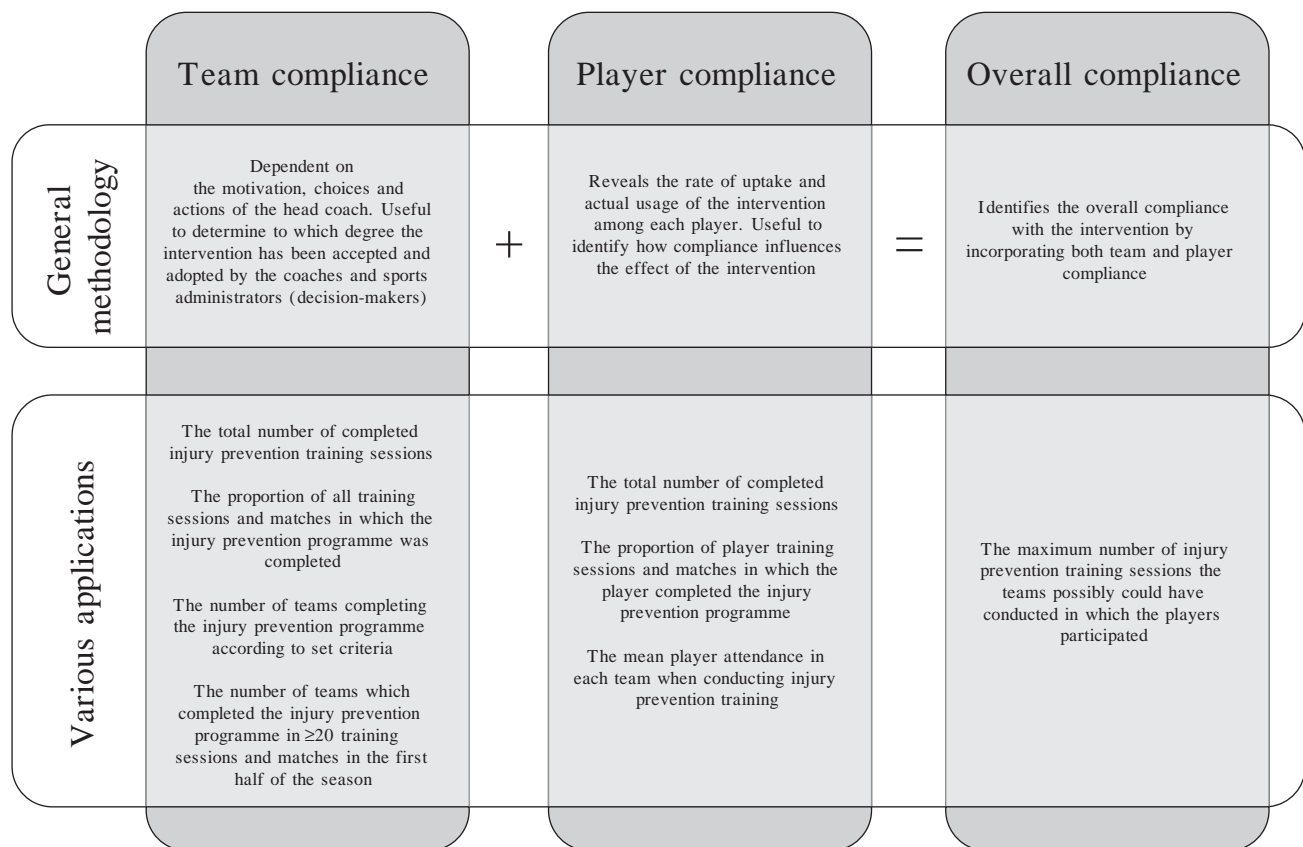 Team compliance
Player compliance
Overall compliance
General
methodology
Dependent on
the motivation, choices and
actions of the head coach. Useful
to determine to which degree the
intervention has been accepted and
adopted by the coaches and sports
administrators (decision-makers)
+
Reveals the rate of uptake and
actual usage of the intervention
among each player. Useful to
identify how compliance influences
the effect of the intervention
=
Identifies the overall compliance
with the intervention by
incorporating both team and player
compliance
Various applications
The total number of completed
injury prevention training sessions
The proportion of all training
sessions and matches in which the
injury prevention programme was
completed
The number of teams completing
the injury prevention programme
according to set criteria
The number of teams which
completed the injury prevention
programme in ≥20 training
sessions and matches in the first
half of the season
The total number of completed
injury prevention training sessions
The proportion of player training
sessions and matches in which the
player completed the injury
prevention programme
The mean player attendance in
each team when conducting injury
prevention training
The maximum number of injury
prevention training sessions the
teams possibly could have
conducted in which the players
participated